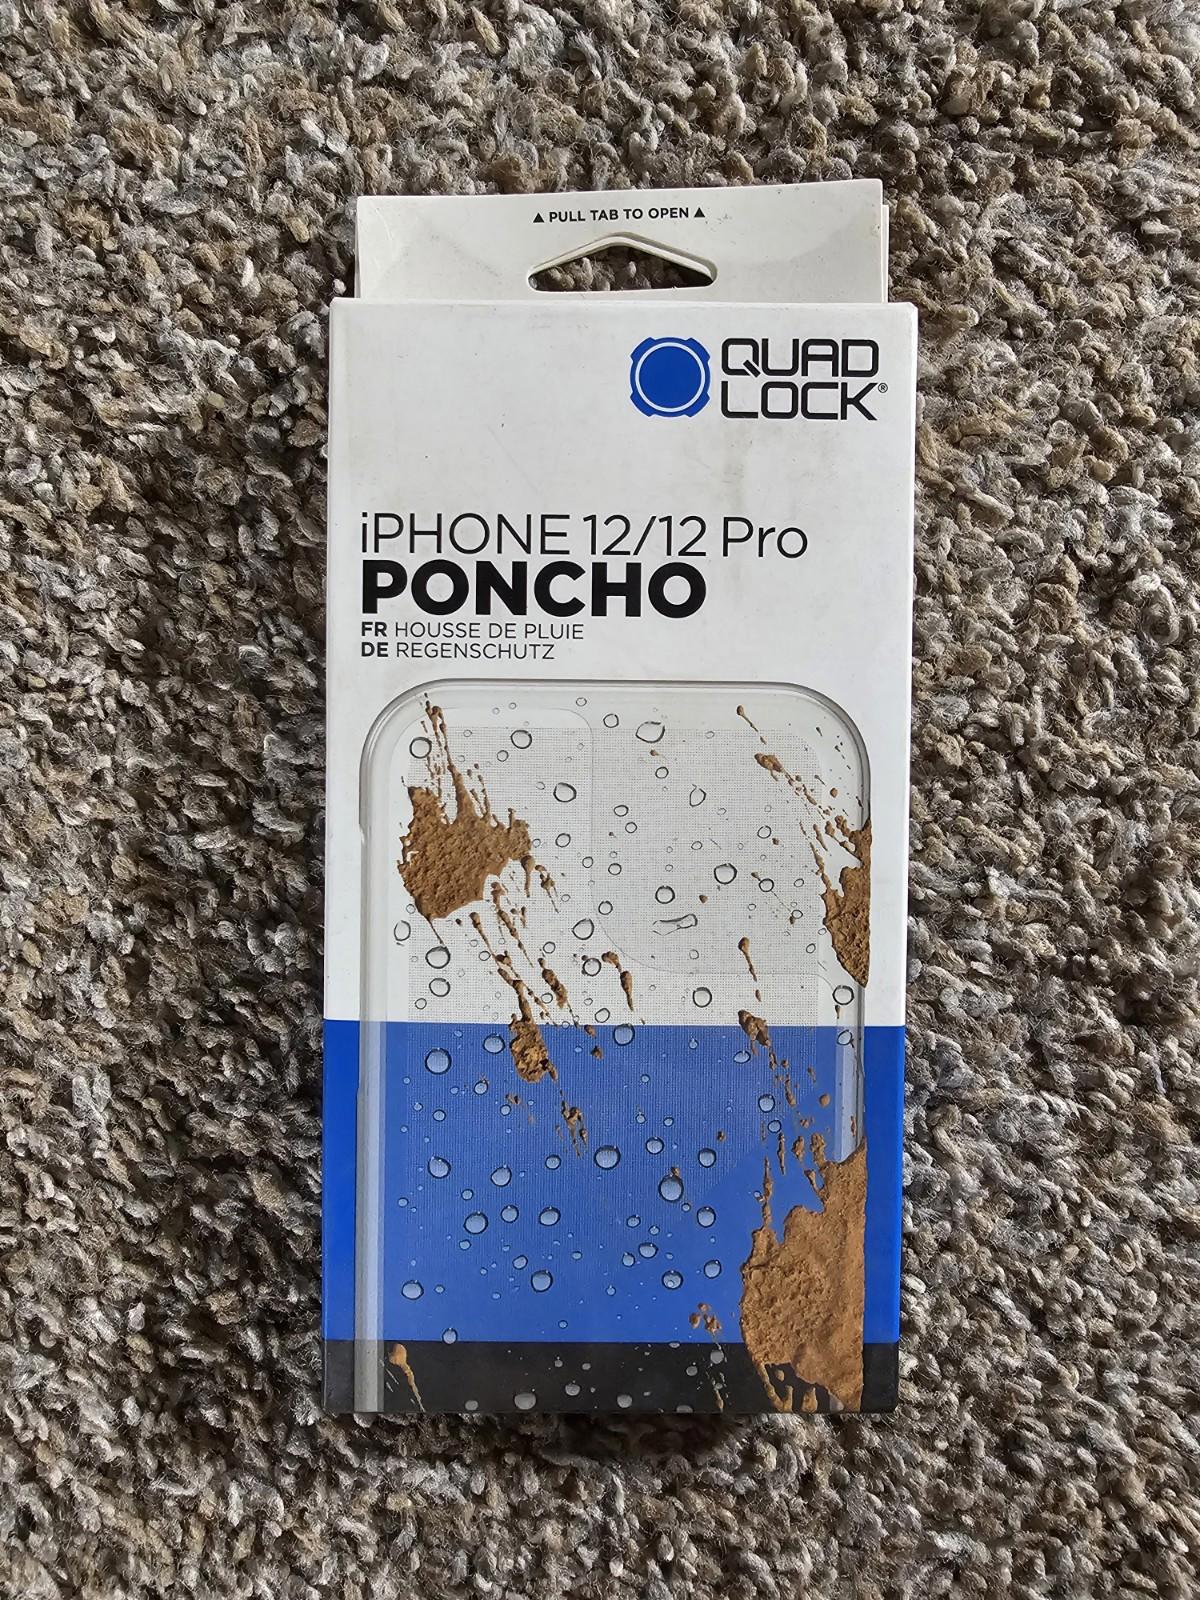 ▲ PULL TAB TO OPEN ▲
QUAD
LOCK®
iPHONE 12/12 Pro
PONCHO
FR HOUSSE DE PLUIE
DE REGENSCHUTZ